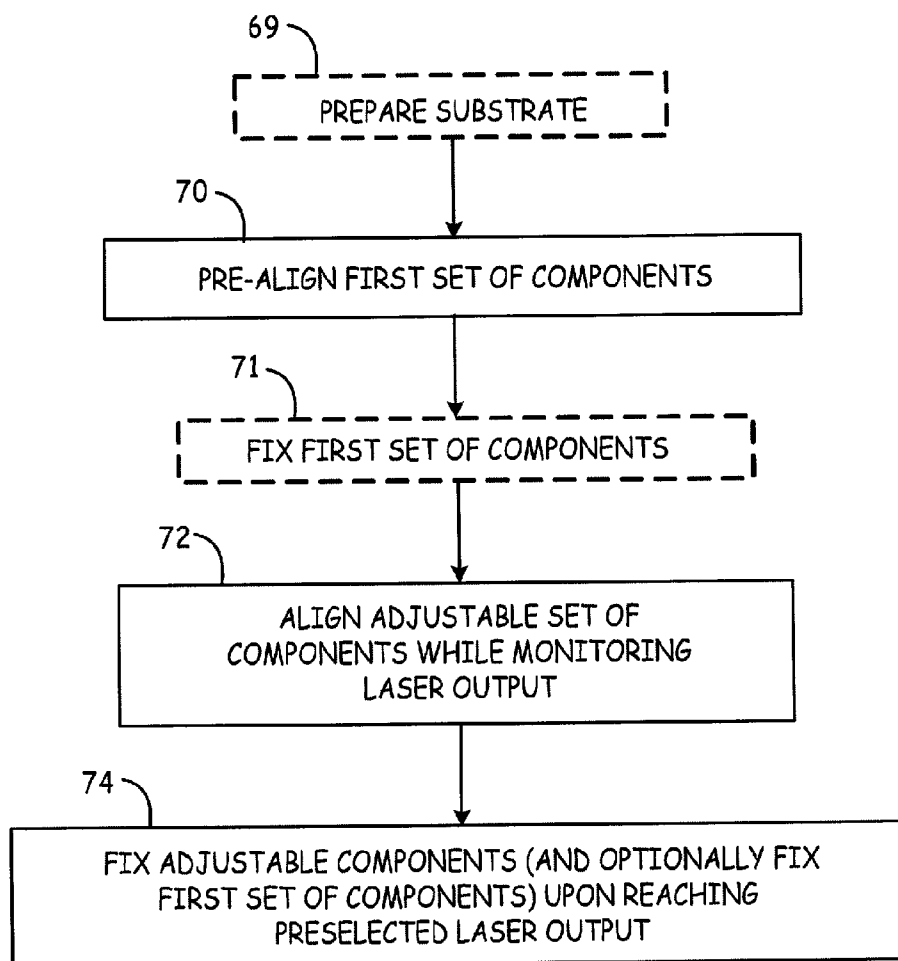 69
PREPARE SUBSTRATE
70
PRE-ALIGN FIRST SET OF COMPONENTS
71
FIX FIRST SET OF COMPONENTS
72
ALIGN ADJUSTABLE SET OF
COMPONENTS WHILE MONITORING
LASER OUTPUT
74
FIX ADJUSTABLE COMPONENTS (AND OPTIONALLY FIX
FIRST SET OF COMPONENTS) UPON REACHING
PRESELECTED LASER OUTPUT